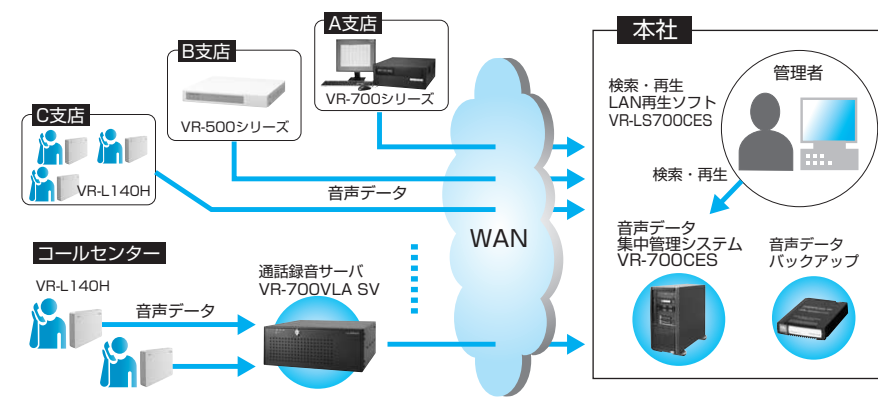 A支店
VR-700シリーズ
B支店
VR-500シリーズ
C支店
VR-L140H
音声データ
コールセンター
VR-L140H
音声データ
通話録音サーバ
VR-700VLA SV
WAN
本社
管理者
検索・再生
LAN再生ソフト
VR-LS700CES
検索・再生
音声データ
集中管理システム
VR-700CES
音声データ
バックアップ